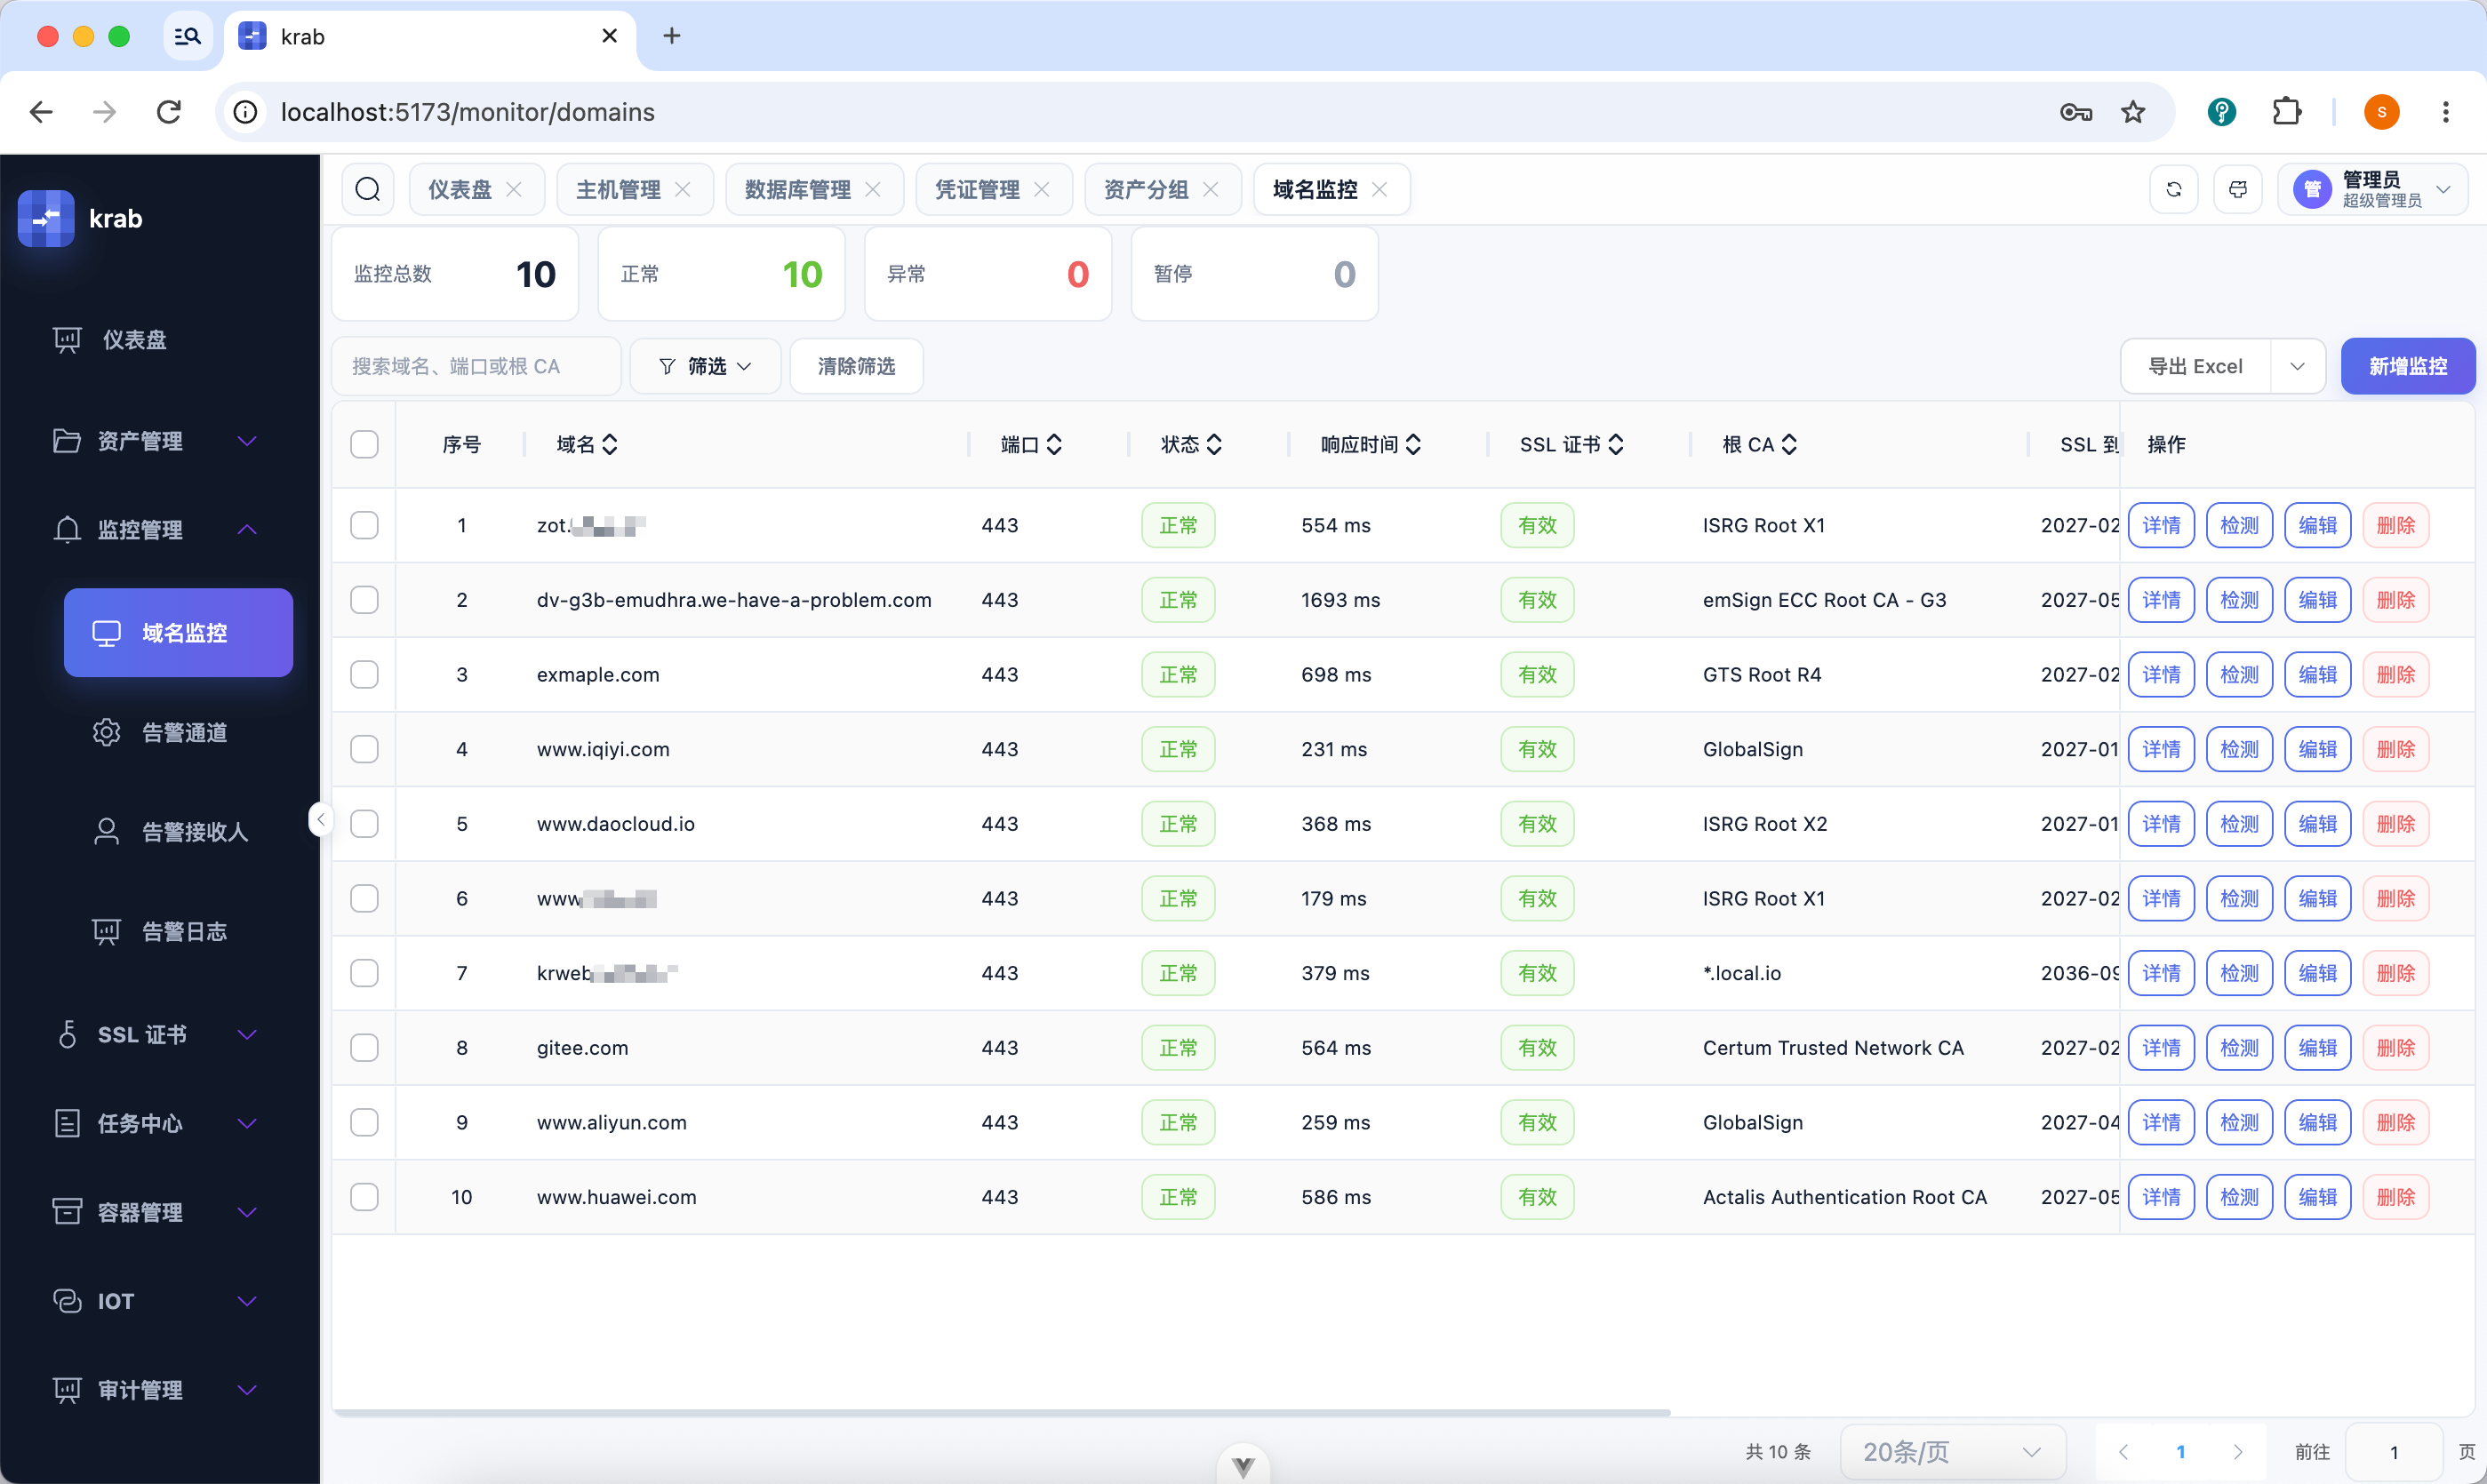 krab
localhost:5173/monitor/domains
S
krab
仪表盘
资产管理
监控管理
域名监控
告警通道
告警接收人
告警日志
SSL 证书
任务中心
容器管理
IOT
审计管理
仪表盘 主机管理 数据库管理 凭证管理 资产分组 域名监控
管 管理员
超级管理员
监控总数 10 正常 10 异常 0 暂停 0
搜索域名、端口或根 CA 筛选 清除筛选 导出 Excel 新增监控
序号 域名 端口 状态 响应时间 SSL 证书 根 CA SSL 到 操作
1 zot. 443 正常 554 ms 有效 ISRG Root X1 2027-02 详情 检测 编辑 删除
2 dv-g3b-emudhra.we-have-a-problem.com 443 正常 1693 ms 有效 emSign ECC Root CA - G3 2027-05 详情 检测 编辑 删除
3 exmaple.com 443 正常 698 ms 有效 GTS Root R4 2027-02 详情 检测 编辑 删除
4 www.iqiyi.com 443 正常 231 ms 有效 GlobalSign 2027-01 详情 检测 编辑 删除
5 www.daocloud.io 443 正常 368 ms 有效 ISRG Root X2 2027-01 详情 检测 编辑 删除
6 www 443 正常 179 ms 有效 ISRG Root X1 2027-02 详情 检测 编辑 删除
7 krweb 443 正常 379 ms 有效 *.local.io 2036-09 详情 检测 编辑 删除
8 gitee.com 443 正常 564 ms 有效 Certum Trusted Network CA 2027-02 详情 检测 编辑 删除
9 www.aliyun.com 443 正常 259 ms 有效 GlobalSign 2027-04 详情 检测 编辑 删除
10 www.huawei.com 443 正常 586 ms 有效 Actalis Authentication Root CA 2027-05 详情 检测 编辑 删除
共 10 条 20条/页 1 前往 1 页